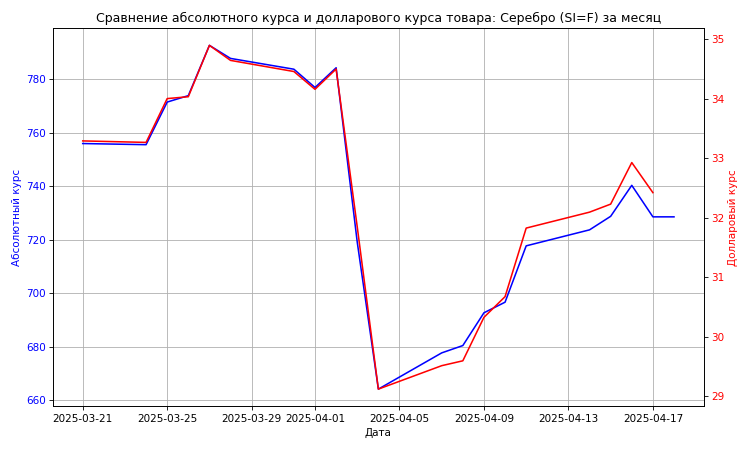 Сравнение абсолютного курса и долларового курса товара: Серебро (SI=F) за месяц
Абсолютный курс
780
760
740
720
700
680
660
35
34
33
32
31
30
29
Долларовый курс
2025-03-21 2025-03-25 2025-03-29 2025-04-01 2025-04-05 2025-04-09 2025-04-13 2025-04-17
Дата